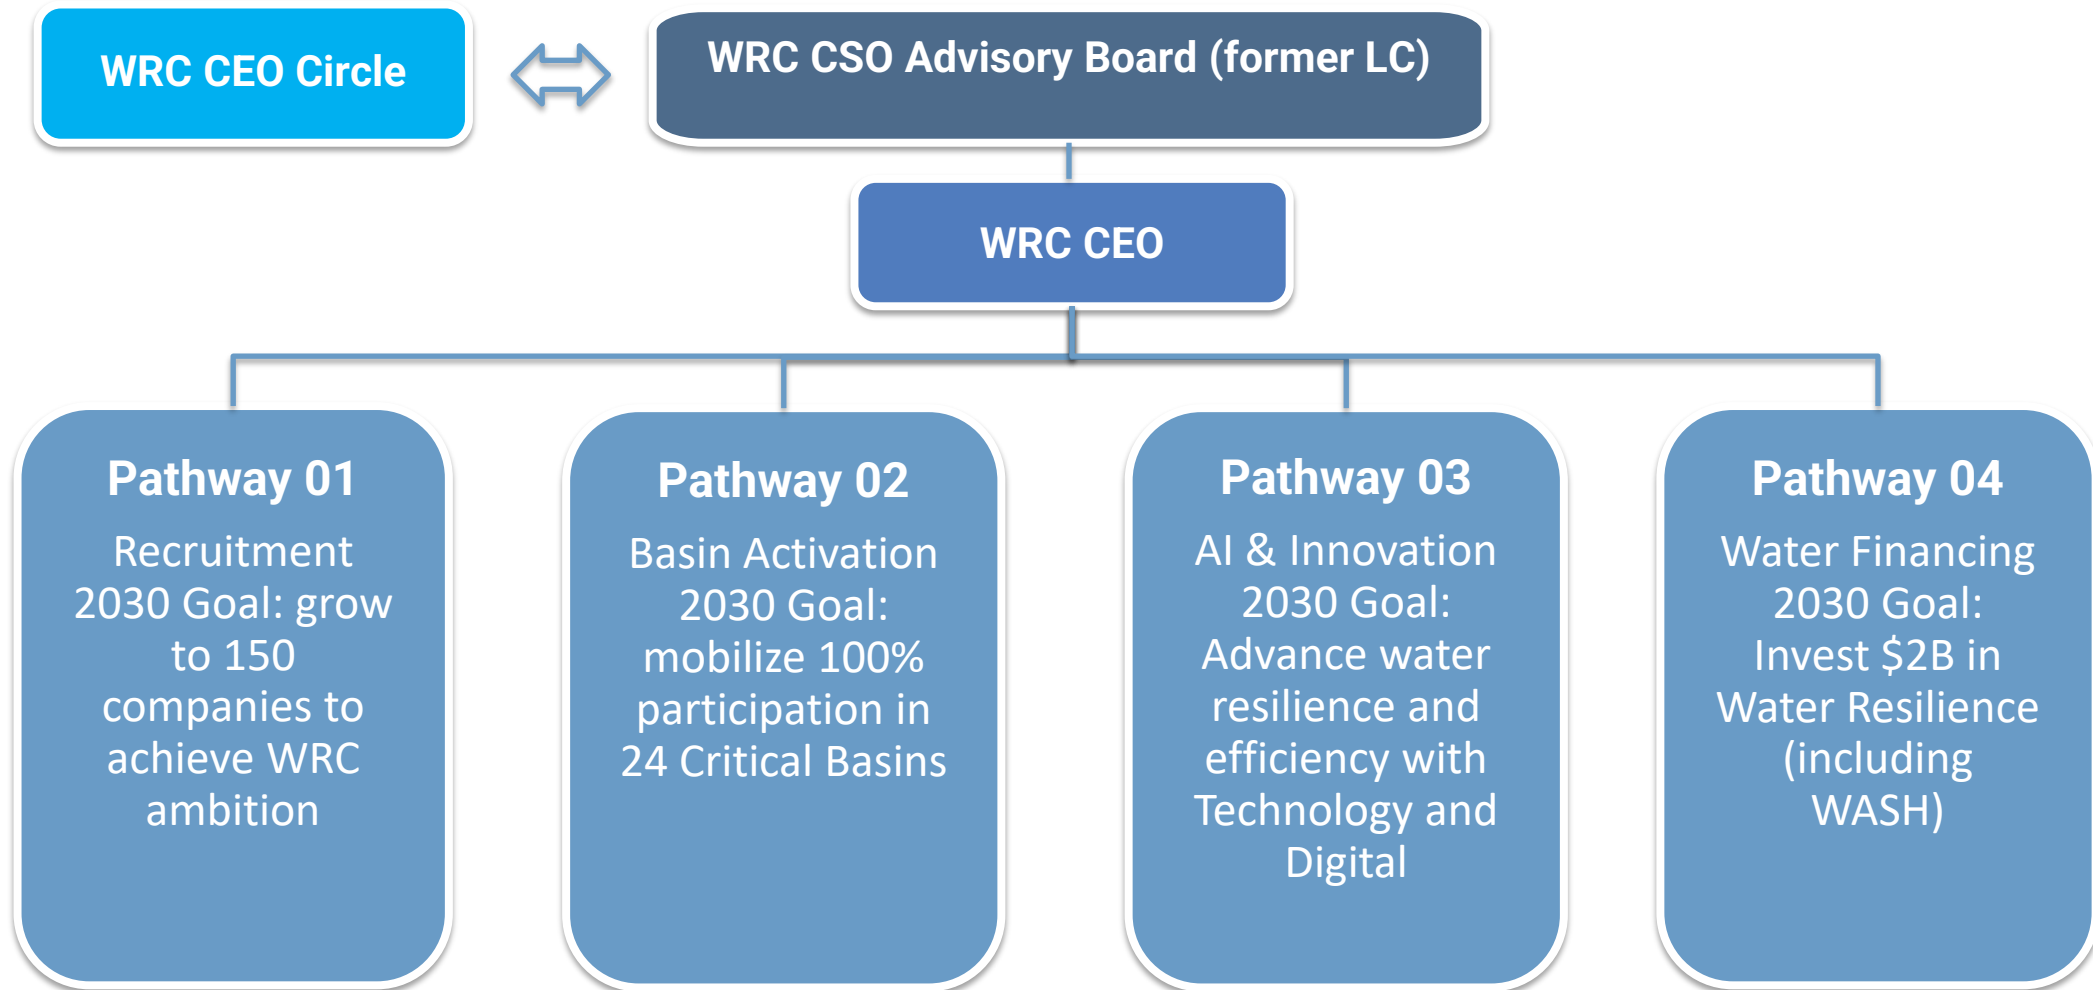 WRC CEO Circle
WRC CSO Advisory Board (former LC)
WRC CEO
Pathway 01
Recruitment
2030 Goal: grow
to 150
companies to
achieve WRC
ambition
Pathway 02
Basin Activation
2030 Goal:
mobilize 100%
participation in
24 Critical Basins
Pathway 03
AI & Innovation
2030 Goal:
Advance water
resilience and
efficiency with
Technology and
Digital
Pathway 04
Water Financing
2030 Goal:
Invest $2B in
Water Resilience
(including
WASH)